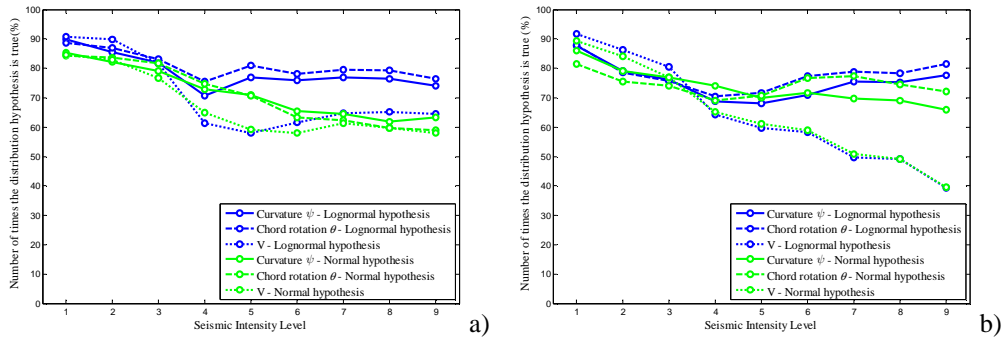 Number of times the distribution hypothesis is true(%)
100
90
80
70
60
50
40
30
20
10
0
Curvature ψ - Lognormal hypothesis
Chord rotation θ - Lognormal hypothesis
V - Lognormal hypothesis
Curvature ψ - Normal hypothesis
Chord rotation θ - Normal hypothesis
V - Normal hypothesis
1 2 3 4 5 6 7 8 9
Seismic Intensity Level
a)
Number of times the distribution hypothesis is true (%)
100
90
80
70
60
50
40
30
20
10
0
Curvature ψ - Lognormal hypothesis
Chord rotation θ - Lognormal hypothesis
V - Lognormal hypothesis
Curvature ψ - Normal hypothesis
Chord rotation θ - Normal hypothesis
V - Normal hypothesis
1 2 3 4 5 6 7 8 9
Seismic Intensity Level
b)